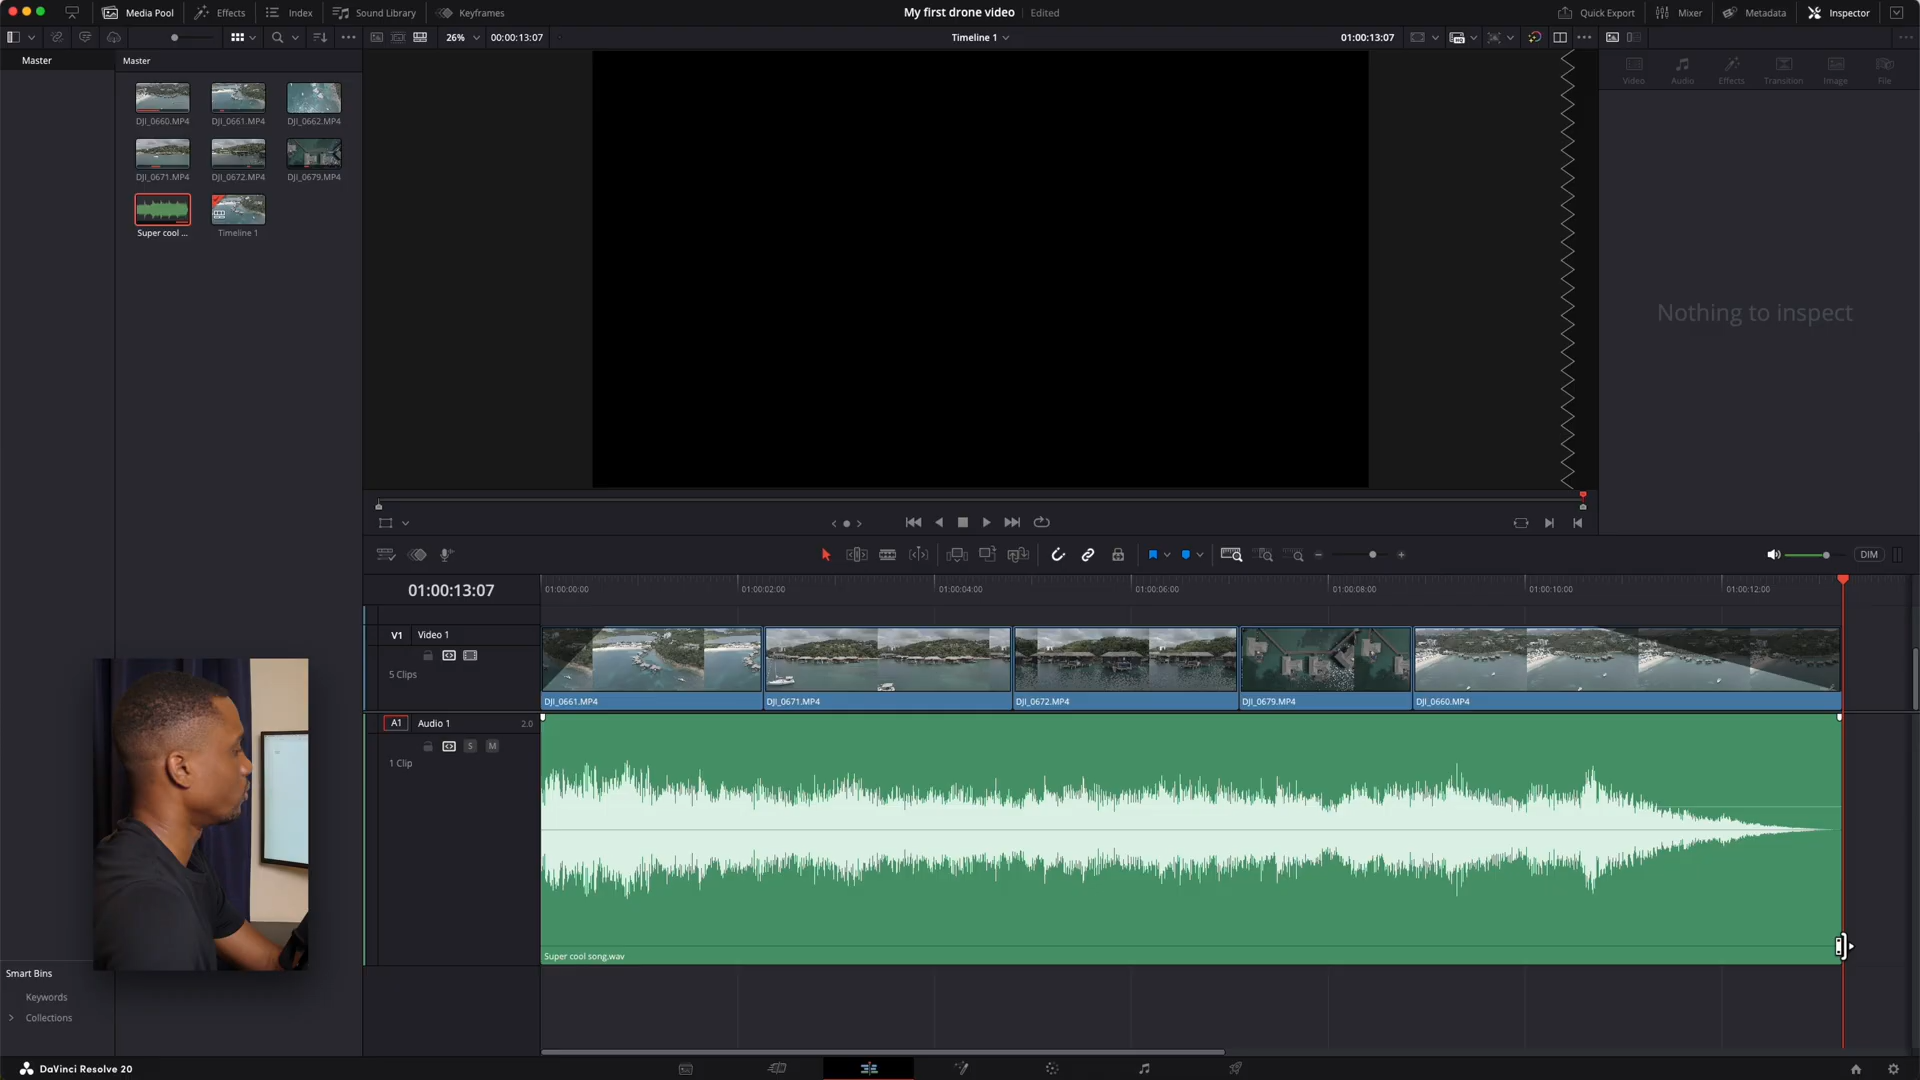 Media Pool Effects Index Sound Library Keyframes My first drone video Edited Quick Export Mixer Metadata Inspector
26% 00:00:13:07 Timeline 1 01:00:13:07
Master Master
Video Audio Effects Transition Image File
DJI_0660.MP4 DJI_0661.MP4 DJI_0662.MP4
DJI_0671.MP4 DJI_0672.MP4 DJI_0679.MP4
Super cool ... Timeline 1
Nothing to inspect
DIM
01:00:13:07 01:00:00:00 01:00:02:00 01:00:04:00 01:00:06:00 01:00:08:00 01:00:10:00 01:00:12:00
V1 Video 1
5 Clips
DJI_0661.MP4 DJI_0671.MP4 DJI_0672.MP4 DJI_0679.MP4 DJI_0660.MP4
A1 Audio 1 2.0
S M
1 Clip
Super cool song.wav
Smart Bins
Keywords
Collections
DaVinci Resolve 20